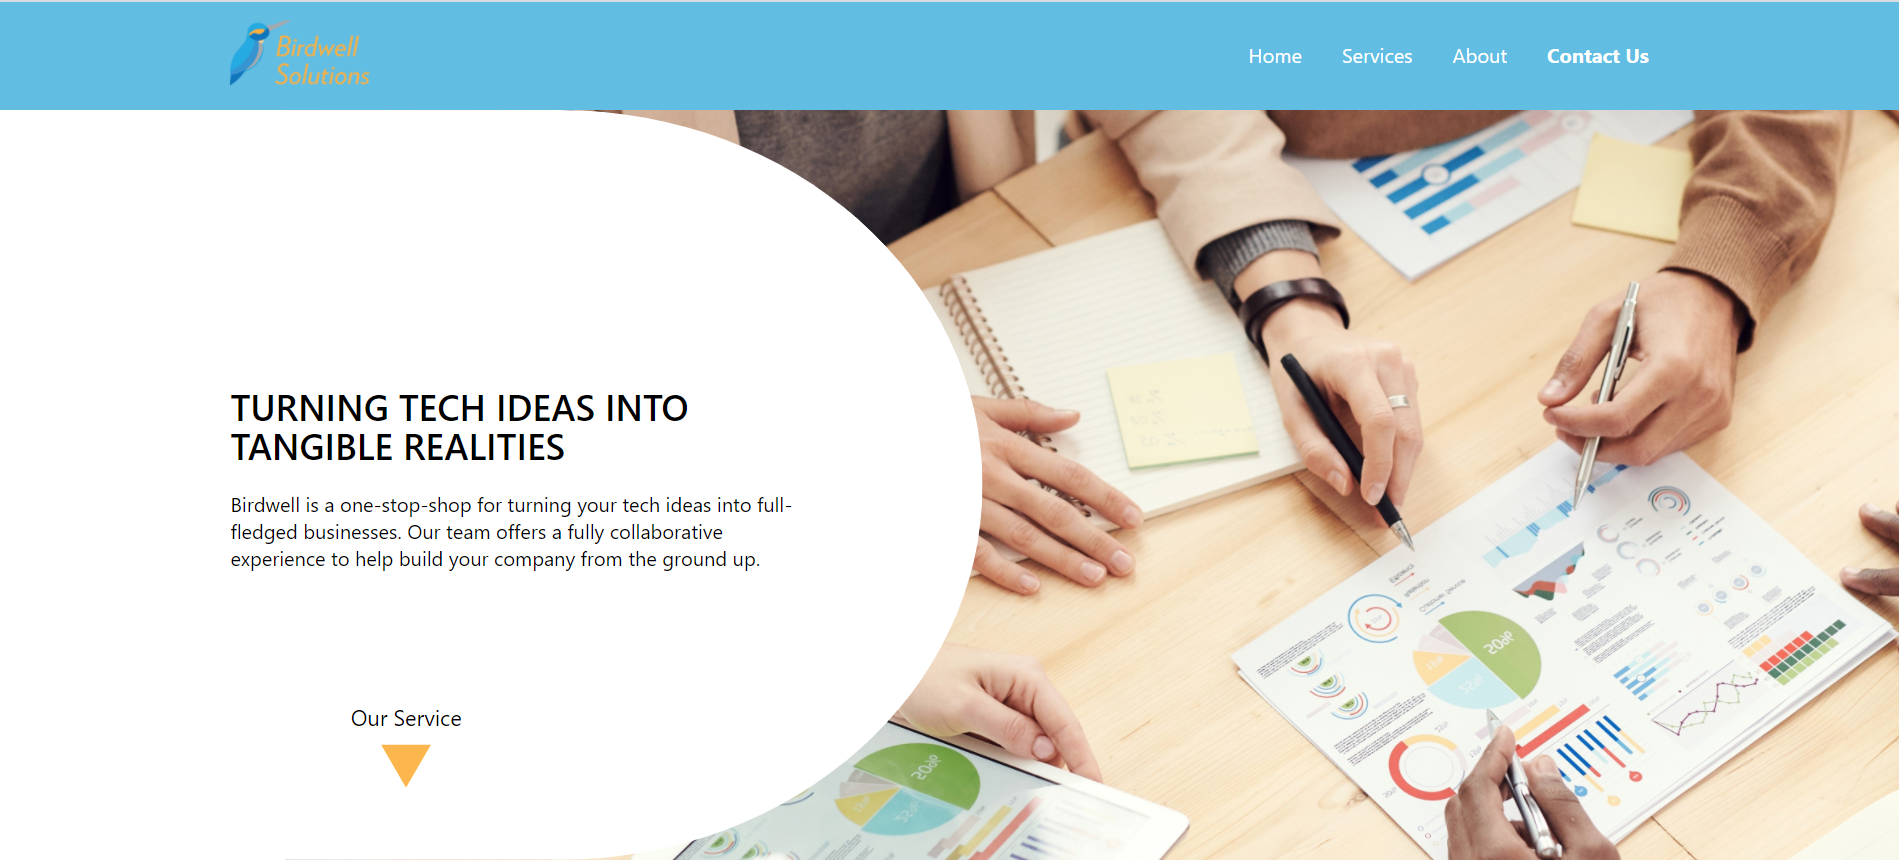 Birdwell
Solutions
Home Services About Contact Us
TURNING TECH IDEAS INTO
TANGIBLE REALITIES
Birdwell is a one-stop-shop for turning your tech ideas into full-
fledged businesses. Our team offers a fully collaborative
experience to help build your company from the ground up.
Our Service